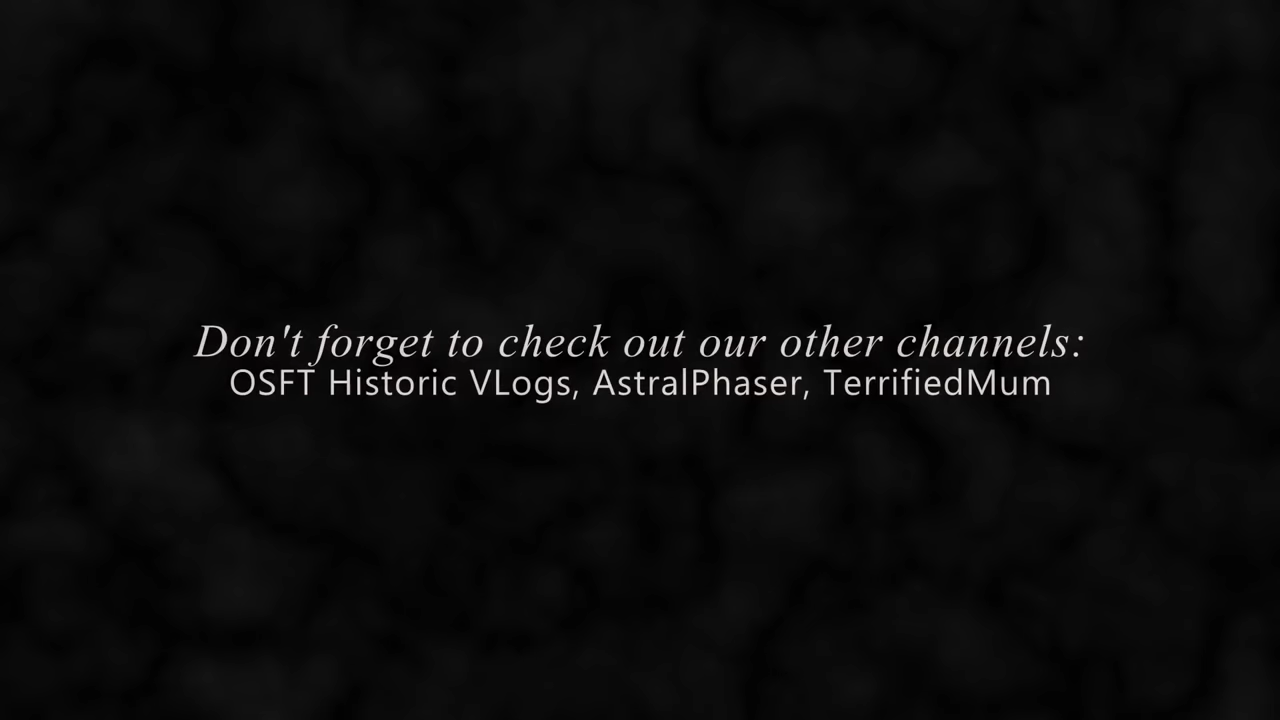 Don't forget to check out our other channels:
OSFT Historic VLogs, AstralPhaser, TerrifiedMum